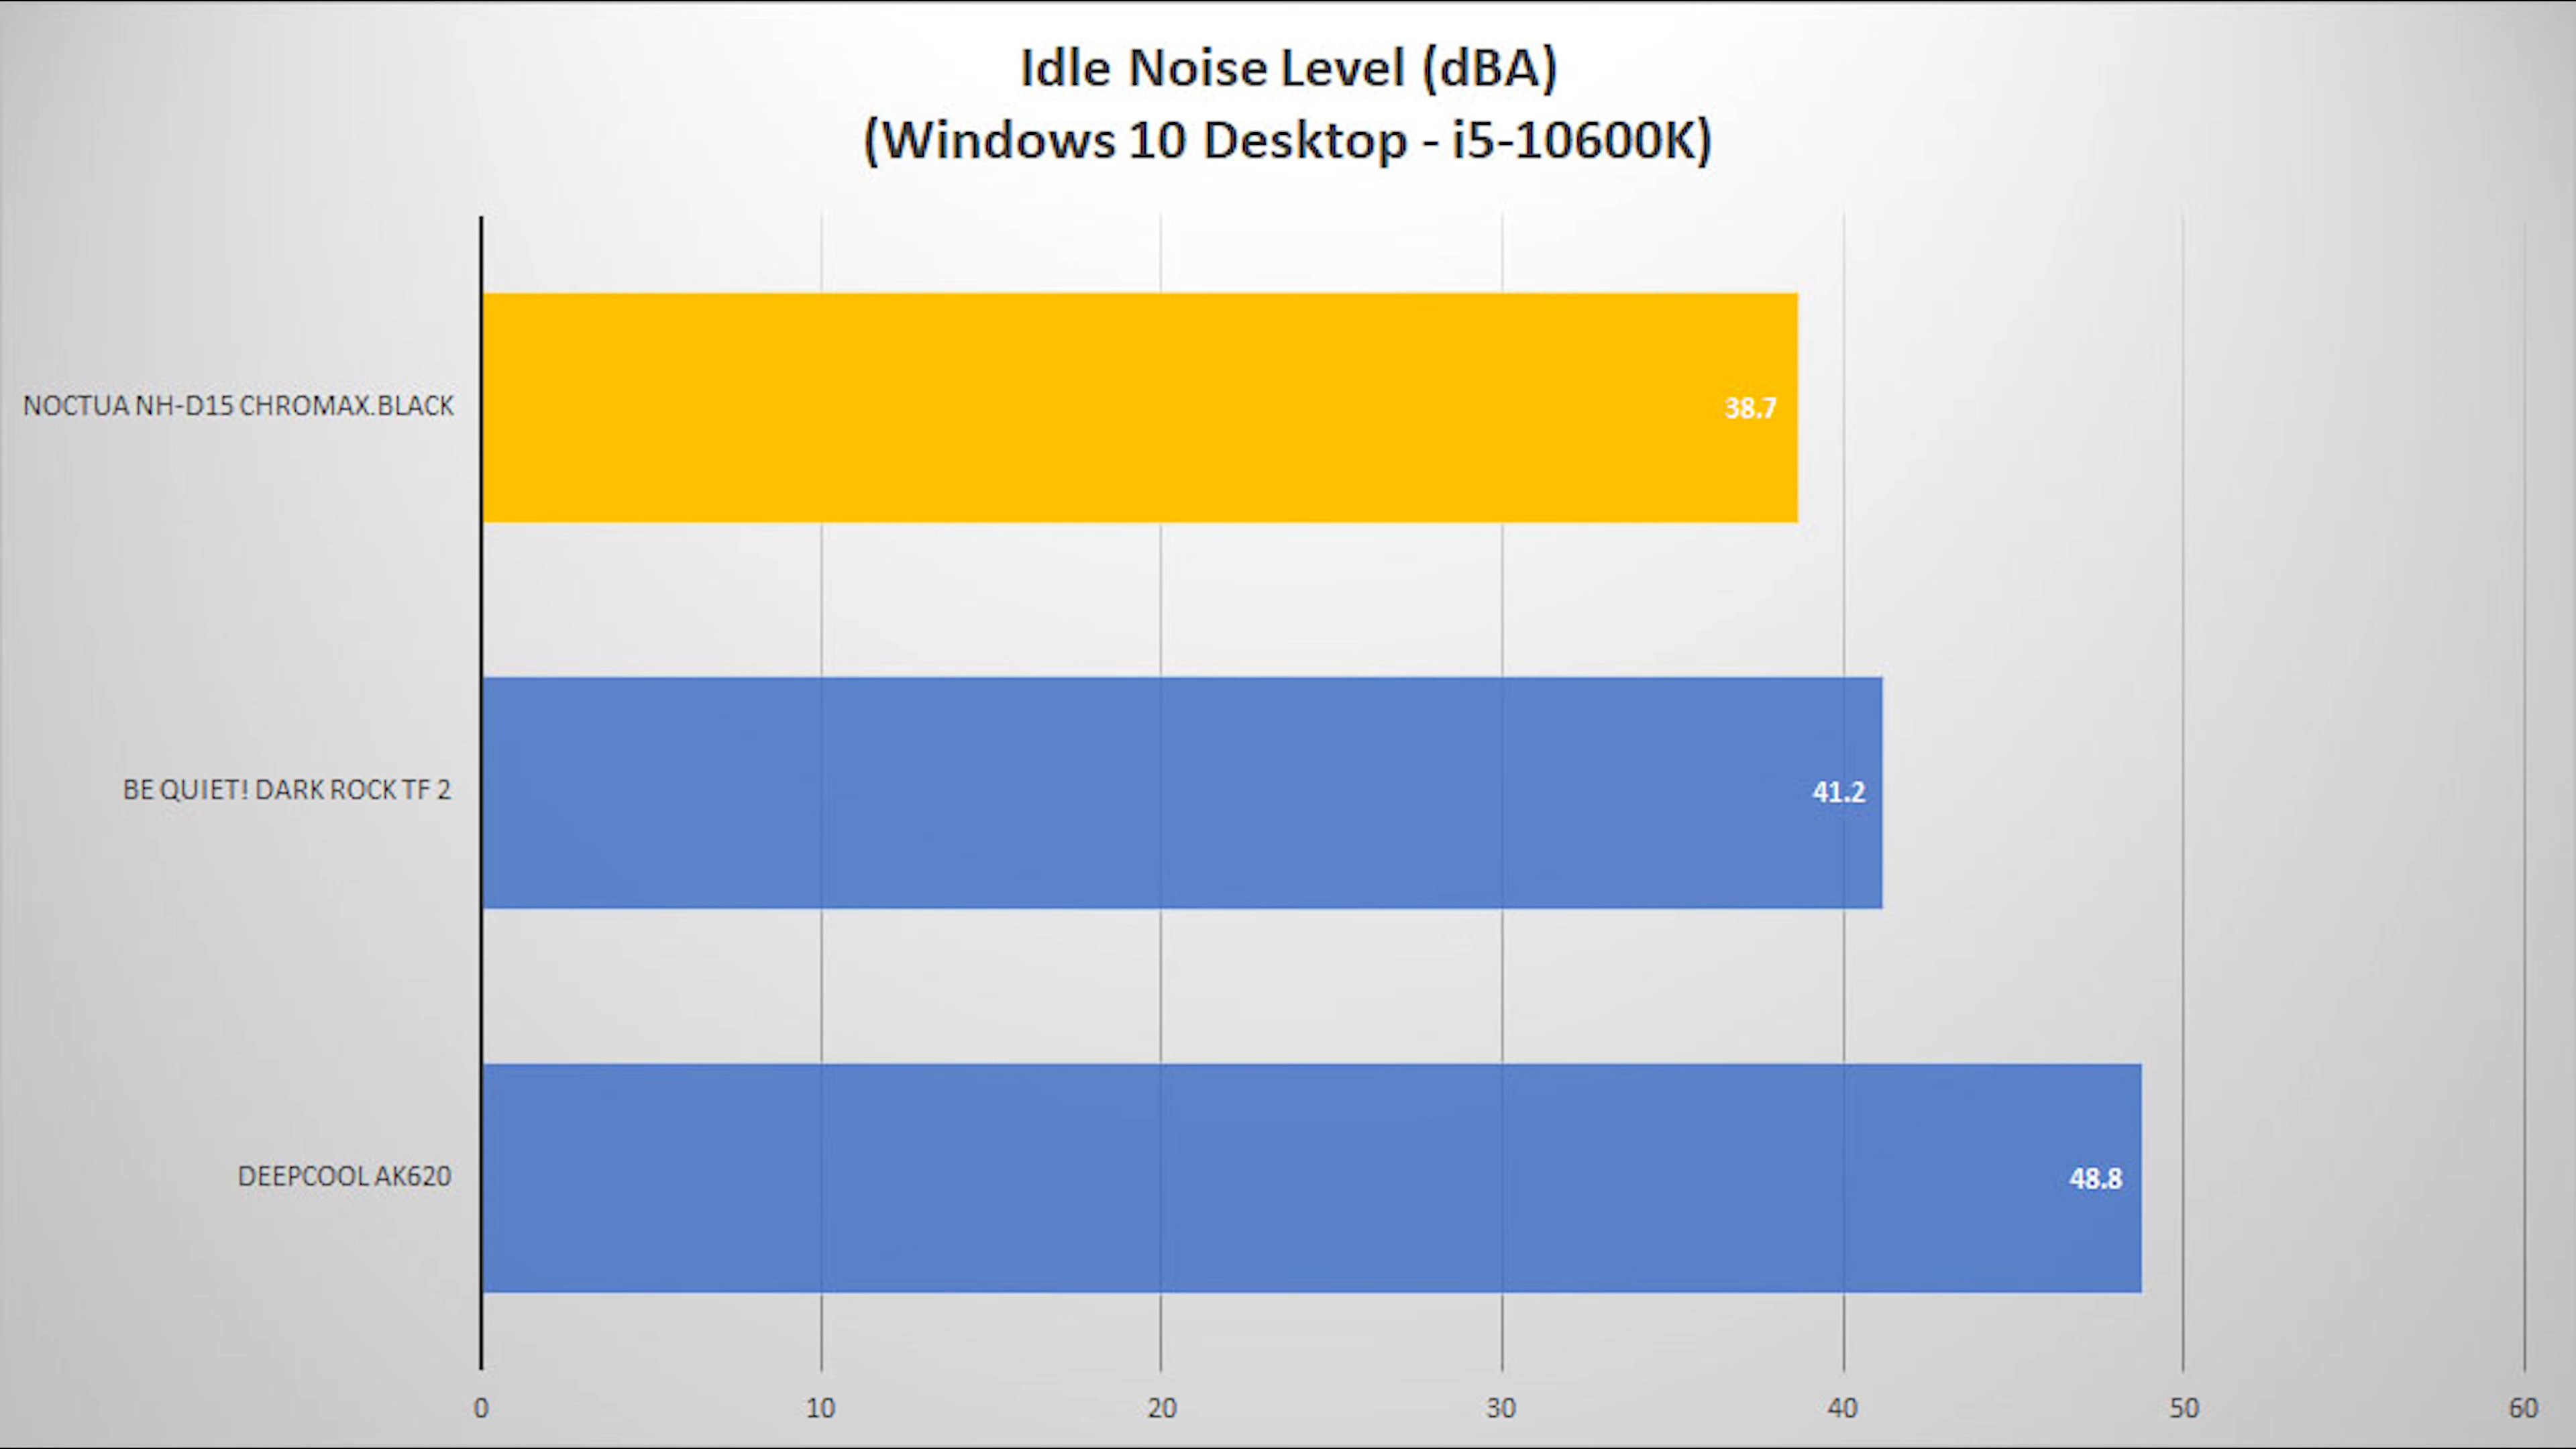 Idle Noise Level (dBA)
(Windows 10 Desktop - i5-10600K)
NOCTUA NH-D15 CHROMAX.BLACK
38.7
BE QUIET! DARK ROCK TF 2
41.2
DEEPCOOL AK620
48.8
0 10 20 30 40 50 60